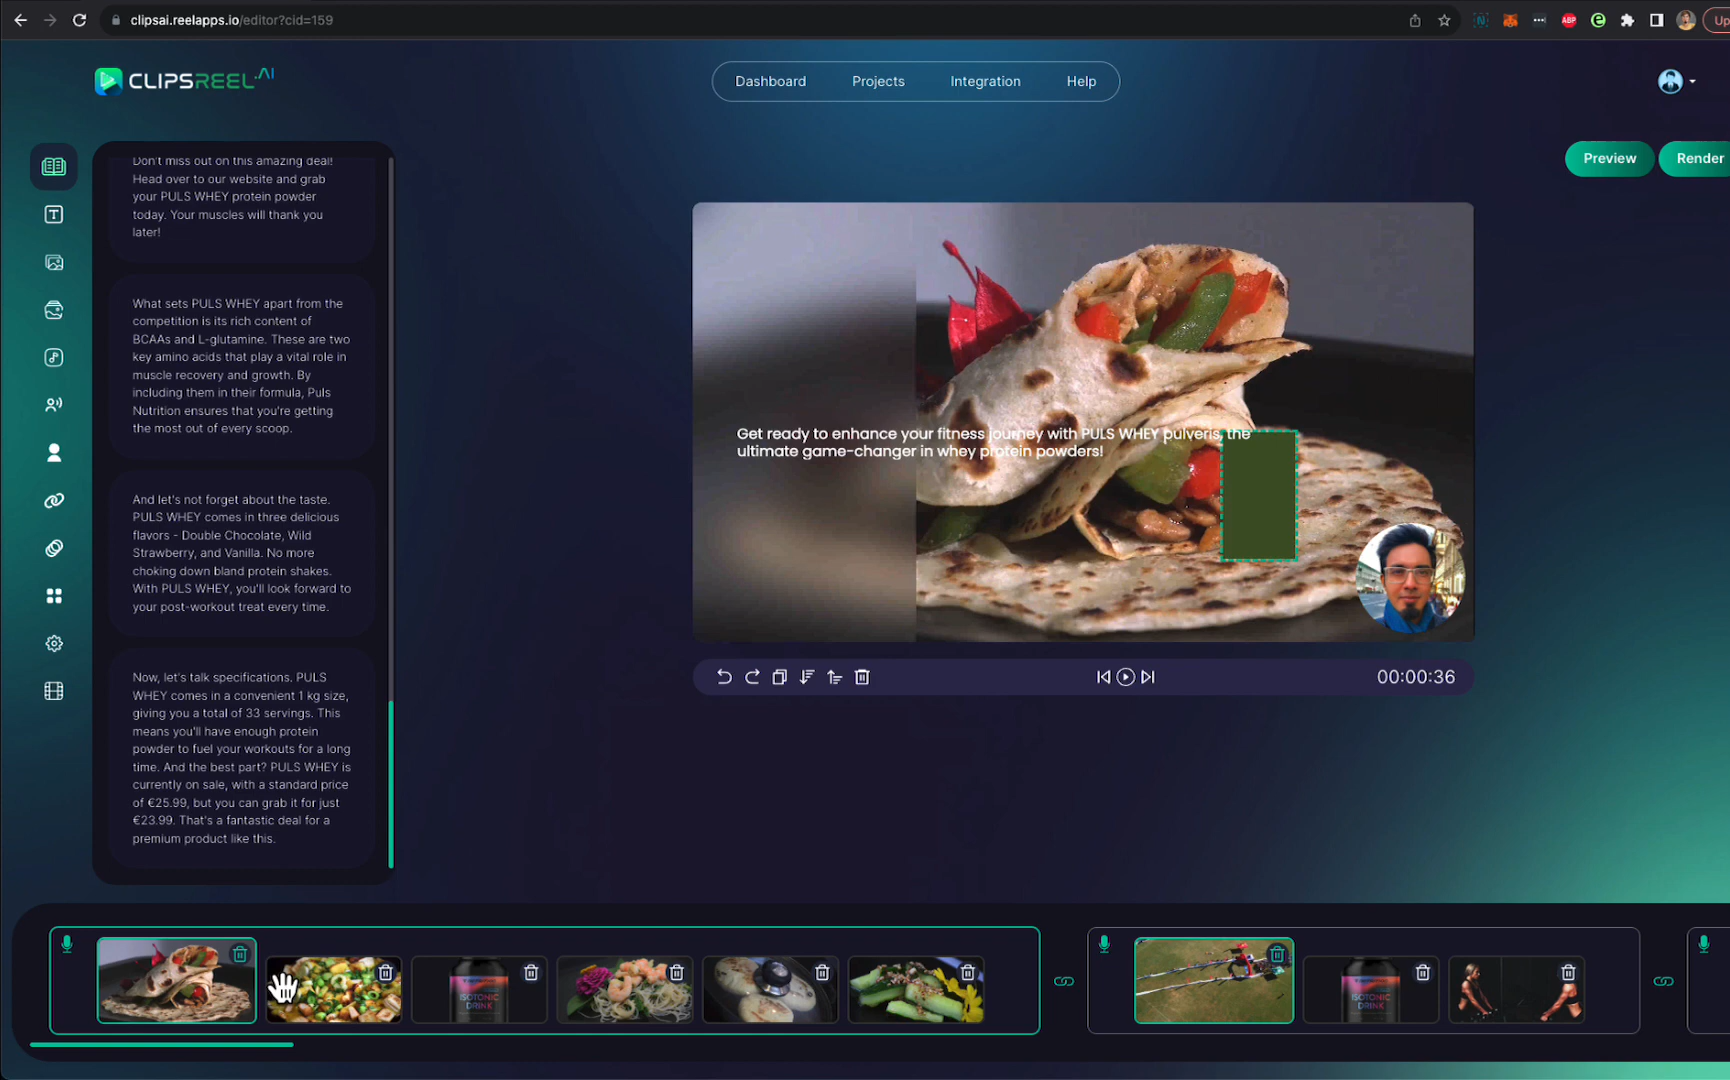 clipsai.reelapps.io/editor?cid=159
ABP
Up
CLIPSREEL.AI
Dashboard
Projects
Integration
Help
Preview
Render
Don't miss out on this amazing deal!
Head over to our website and grab
your PULS WHEY protein powder
today. Your muscles will thank you
later!
What sets PULS WHEY apart from the
competition is its rich content of
BCAAs and L-glutamine. These are two
key amino acids that play a vital role in
muscle recovery and growth. By
including them in their formula, Puls
Nutrition ensures that you're getting
the most out of every scoop.
And let's not forget about the taste.
PULS WHEY comes in three delicious
flavors - Double Chocolate, Wild
Strawberry, and Vanilla. No more
choking down bland protein shakes.
With PULS WHEY, you'll look forward to
your post-workout treat every time.
Now, let's talk specifications. PULS
WHEY comes in a convenient 1 kg size,
giving you a total of 33 servings. This
means you'll have enough protein
powder to fuel your workouts for a long
time. And the best part? PULS WHEY is
currently on sale, with a standard price
of €25.99, but you can grab it for just
€23.99. That's a fantastic deal for a
premium product like this.
Get ready to enhance your fitness journey with PULS WHEY pulveris, the
ultimate game-changer in whey protein powders!
00:00:36
ISOTONIC
DRINK
ISOTONIC
DRINK